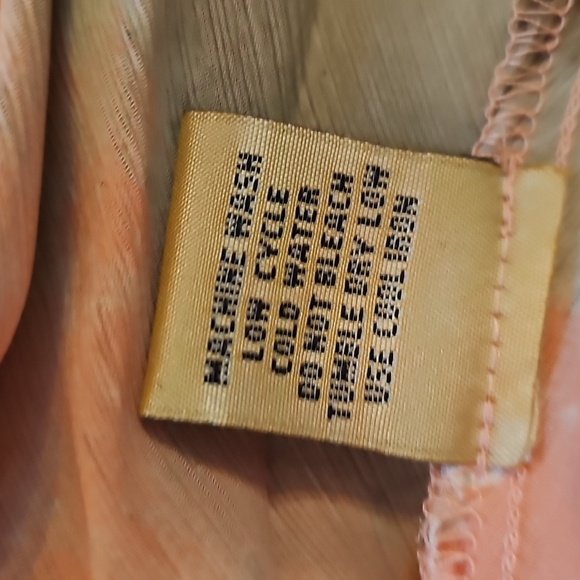 MACHINE WASH
LOW CYCLE
COLD WATER
DO NOT BLEACH
TUMBLE DRY LOW
USE COOL IRON